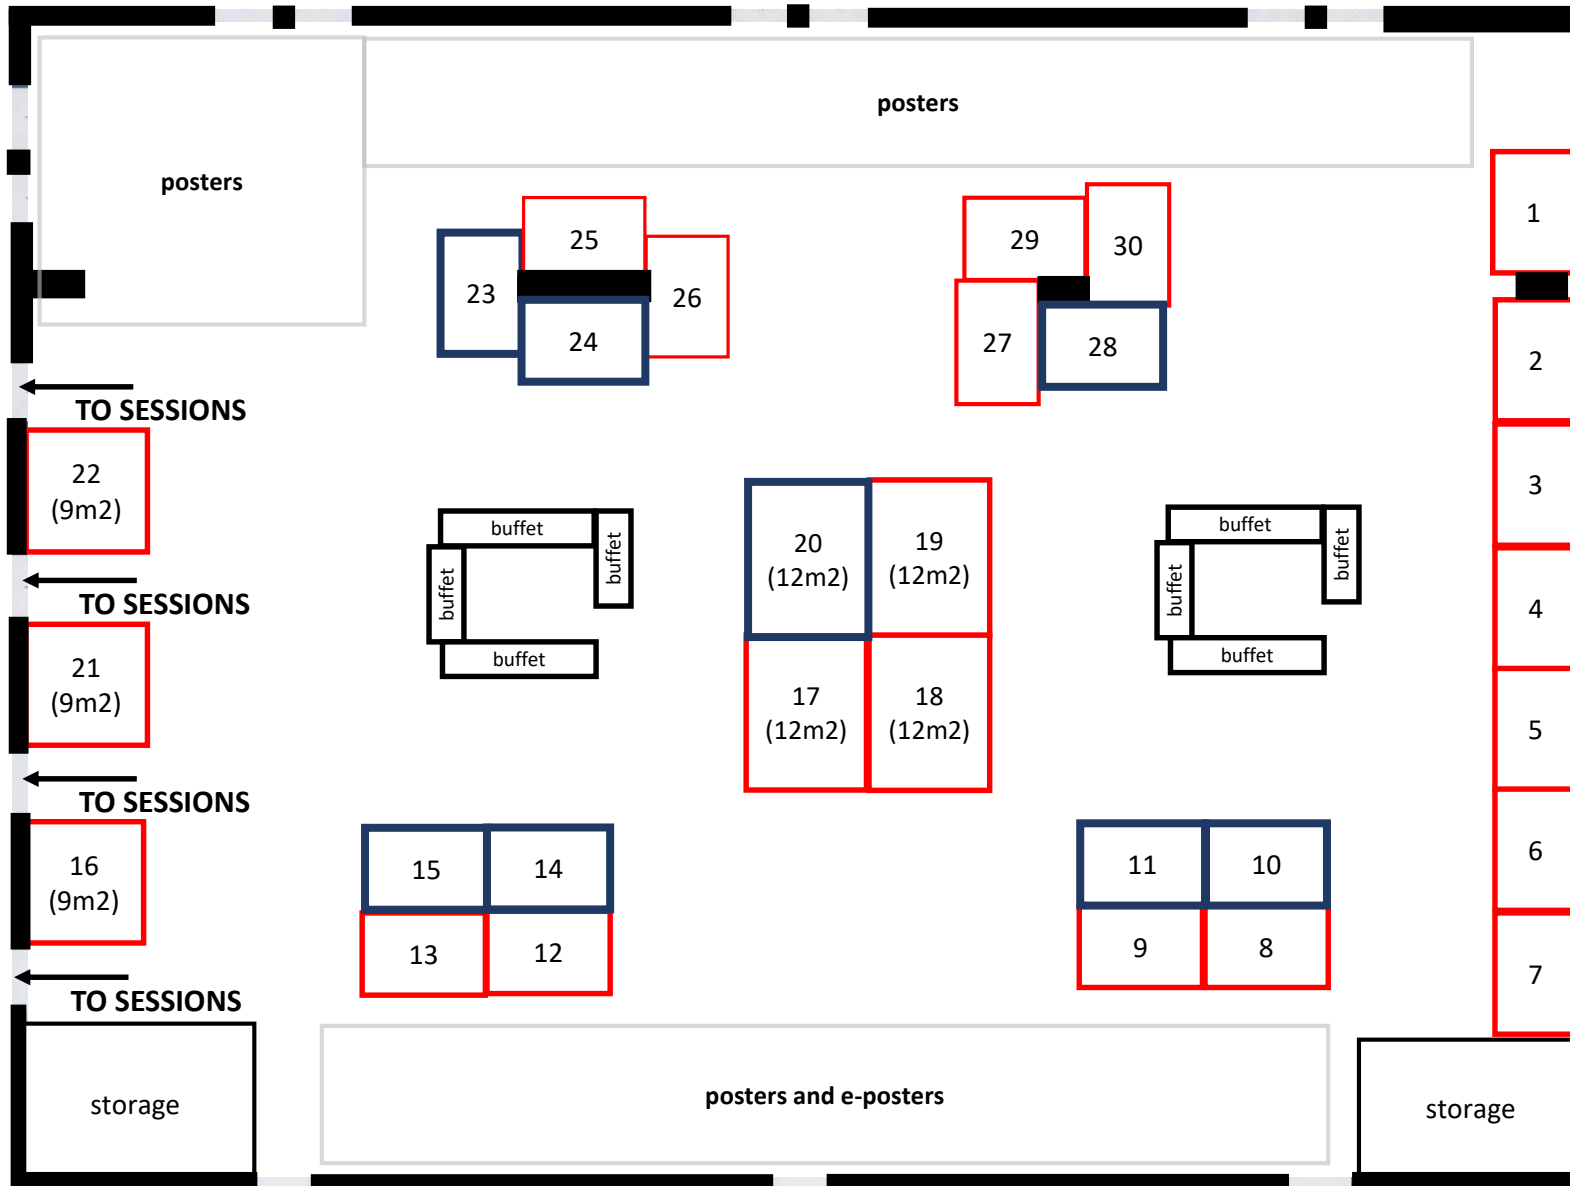 posters
posters
1
25
29
30
23
26
24
27
28
2
TO SESSIONS
22
(9m2)
3
buffet
buffet
buffet
buffet
20
(12m2)
19
(12m2)
buffet
buffet
buffet
buffet
4
TO SESSIONS
21
(9m2)
17
(12m2)
18
(12m2)
5
TO SESSIONS
16
(9m2)
15
14
11
10
6
13
12
9
8
7
TO SESSIONS
storage
posters and e-posters
storage